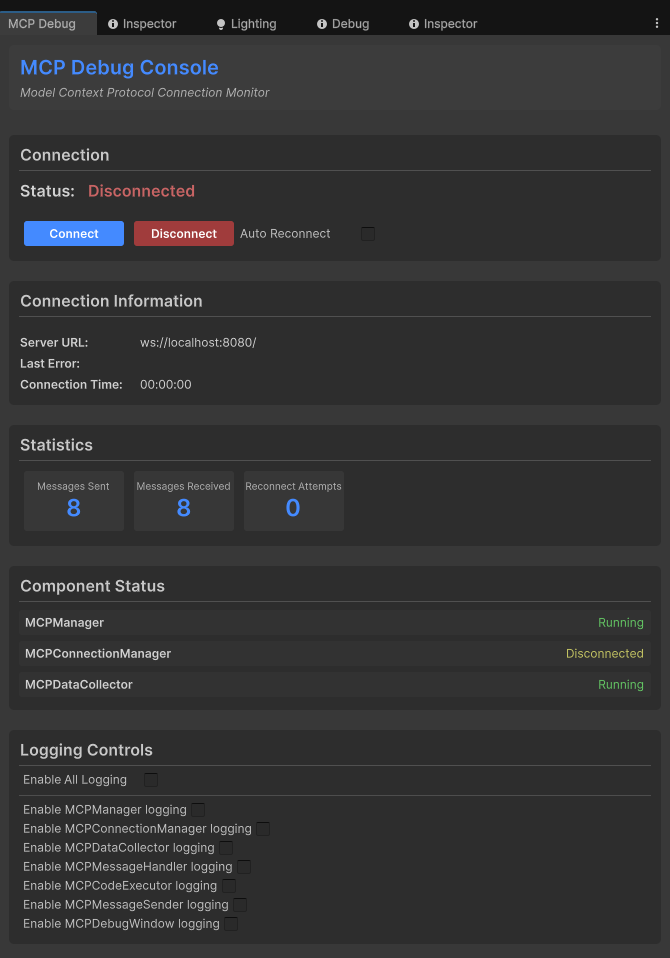 MCP Debug
Inspector
Lighting
Debug
Inspector
MCP Debug Console
Model Context Protocol Connection Monitor
Connection
Status: Disconnected
Connect
Disconnect
Auto Reconnect
Connection Information
Server URL: ws://localhost:8080/
Last Error:
Connection Time: 00:00:00
Statistics
Messages Sent
8
Messages Received
8
Reconnect Attempts
0
Component Status
MCPManager Running
MCPConnectionManager Disconnected
MCPDataCollector Running
Logging Controls
Enable All Logging
Enable MCPManager logging
Enable MCPConnectionManager logging
Enable MCPDataCollector logging
Enable MCPMessageHandler logging
Enable MCPCodeExecutor logging
Enable MCPMessageSender logging
Enable MCPDebugWindow logging